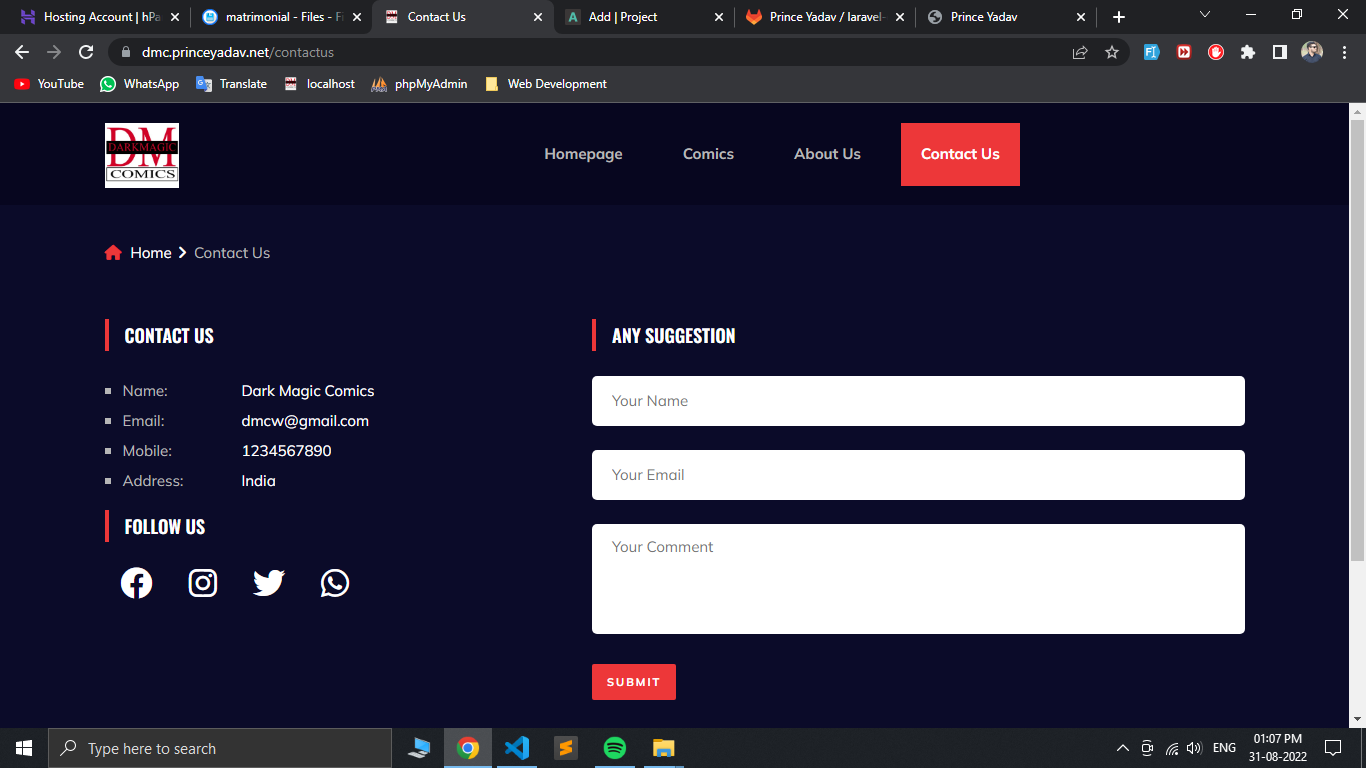 Hosting Account | hPa
matrimonial - Files - Fi
Contact Us
Add | Project
Prince Yadav / laravel-
Prince Yadav
dmc.princeyadav.net/contactus
YouTube
WhatsApp
Translate
localhost
phpMyAdmin
Web Development
DM
DARKMAGIC
COMICS
Homepage
Comics
About Us
Contact Us
Home
Contact Us
CONTACT US
Name: Dark Magic Comics
Email: dmcw@gmail.com
Mobile: 1234567890
Address: India
FOLLOW US
ANY SUGGESTION
Your Name
Your Email
Your Comment
SUBMIT
Type here to search
ENG
01:07 PM
31-08-2022